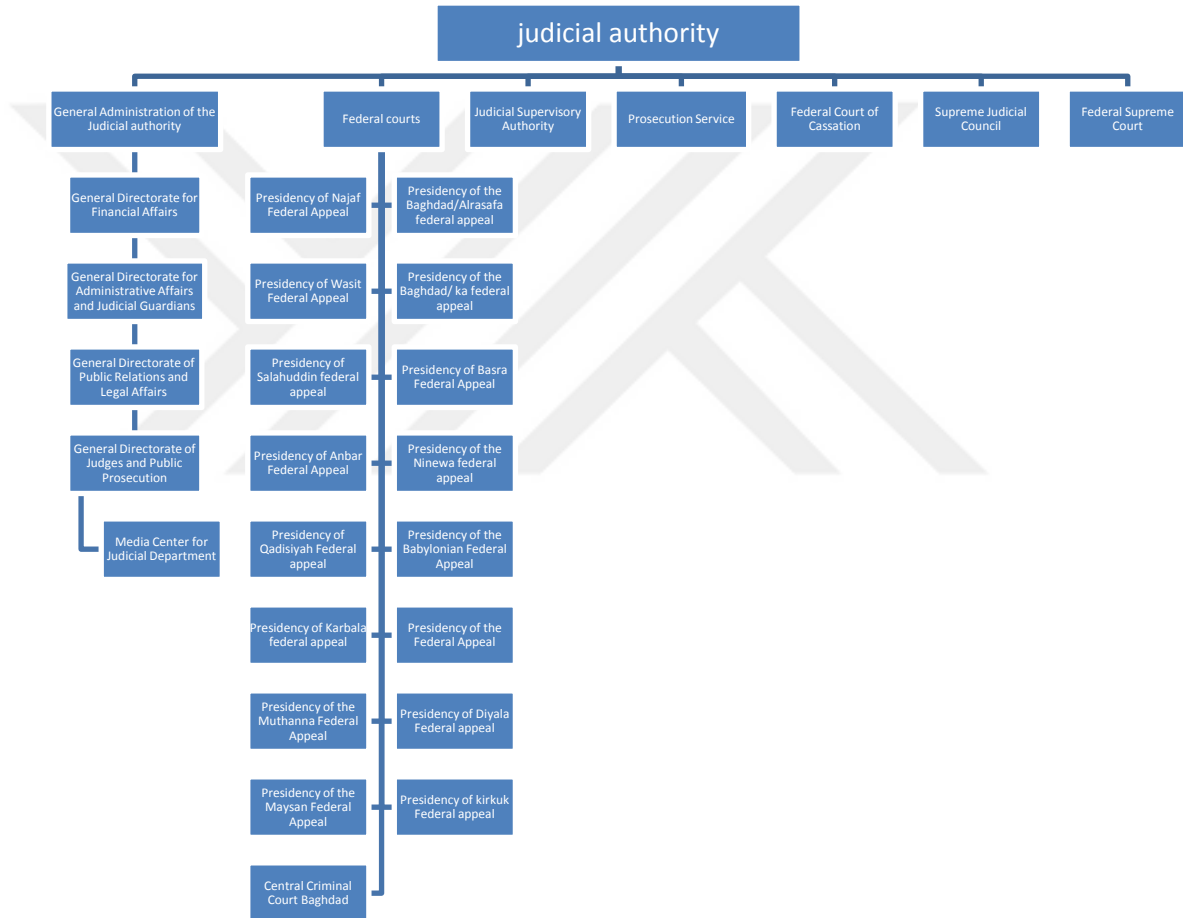 judicial authority
General Administration of the
Judicial authority
Federal courts
Judicial Supervisory
Authority
Prosecution Service
Federal Court of
Cassation
Supreme Judicial
Council
Federal Supreme
Court
General Directorate for
Financial Affairs
General Directorate for
Administrative Affairs
and Judicial Guardians
General Directorate of
Public Relations and
Legal Affairs
General Directorate of
Judges and Public
Prosecution
Media Center for
Judicial Department
Presidency of Najaf
Federal Appeal
Presidency of the
Baghdad/Alrasafa
federal appeal
Presidency of Wasit
Federal Appeal
Presidency of the
Baghdad/ ka federal
appeal
Presidency of
Salahuddin federal
appeal
Presidency of Basra
Federal Appeal
Presidency of Anbar
Federal Appeal
Presidency of the
Ninewa federal
appeal
Presidency of
Qadisiyah Federal
appeal
Presidency of the
Babylonian Federal
Appeal
Presidency of Karbala
federal appeal
Presidency of the
Federal Appeal
Presidency of the
Muthanna Federal
Appeal
Presidency of Diyala
Federal appeal
Presidency of the
Maysan Federal
Appeal
Presidency of kirkuk
Federal appeal
Central Criminal
Court Baghdad